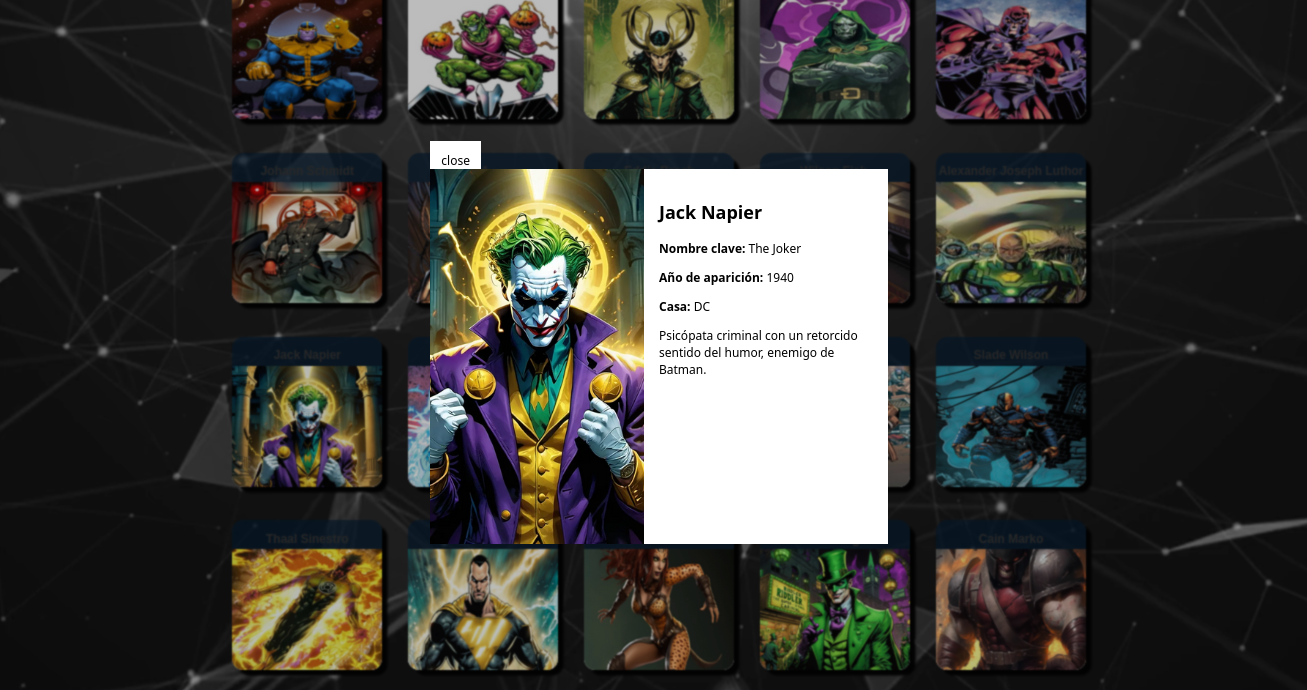 close
Johann Schmidt
Alexander Joseph Luthor
Jack Napier
Nombre clave: The Joker
Año de aparición: 1940
Casa: DC
Psicópata criminal con un retorcido
sentido del humor, enemigo de
Batman.
Jack Napier
Slade Wilson
Thaal Sinestro
Cain Marko
RIDDLER